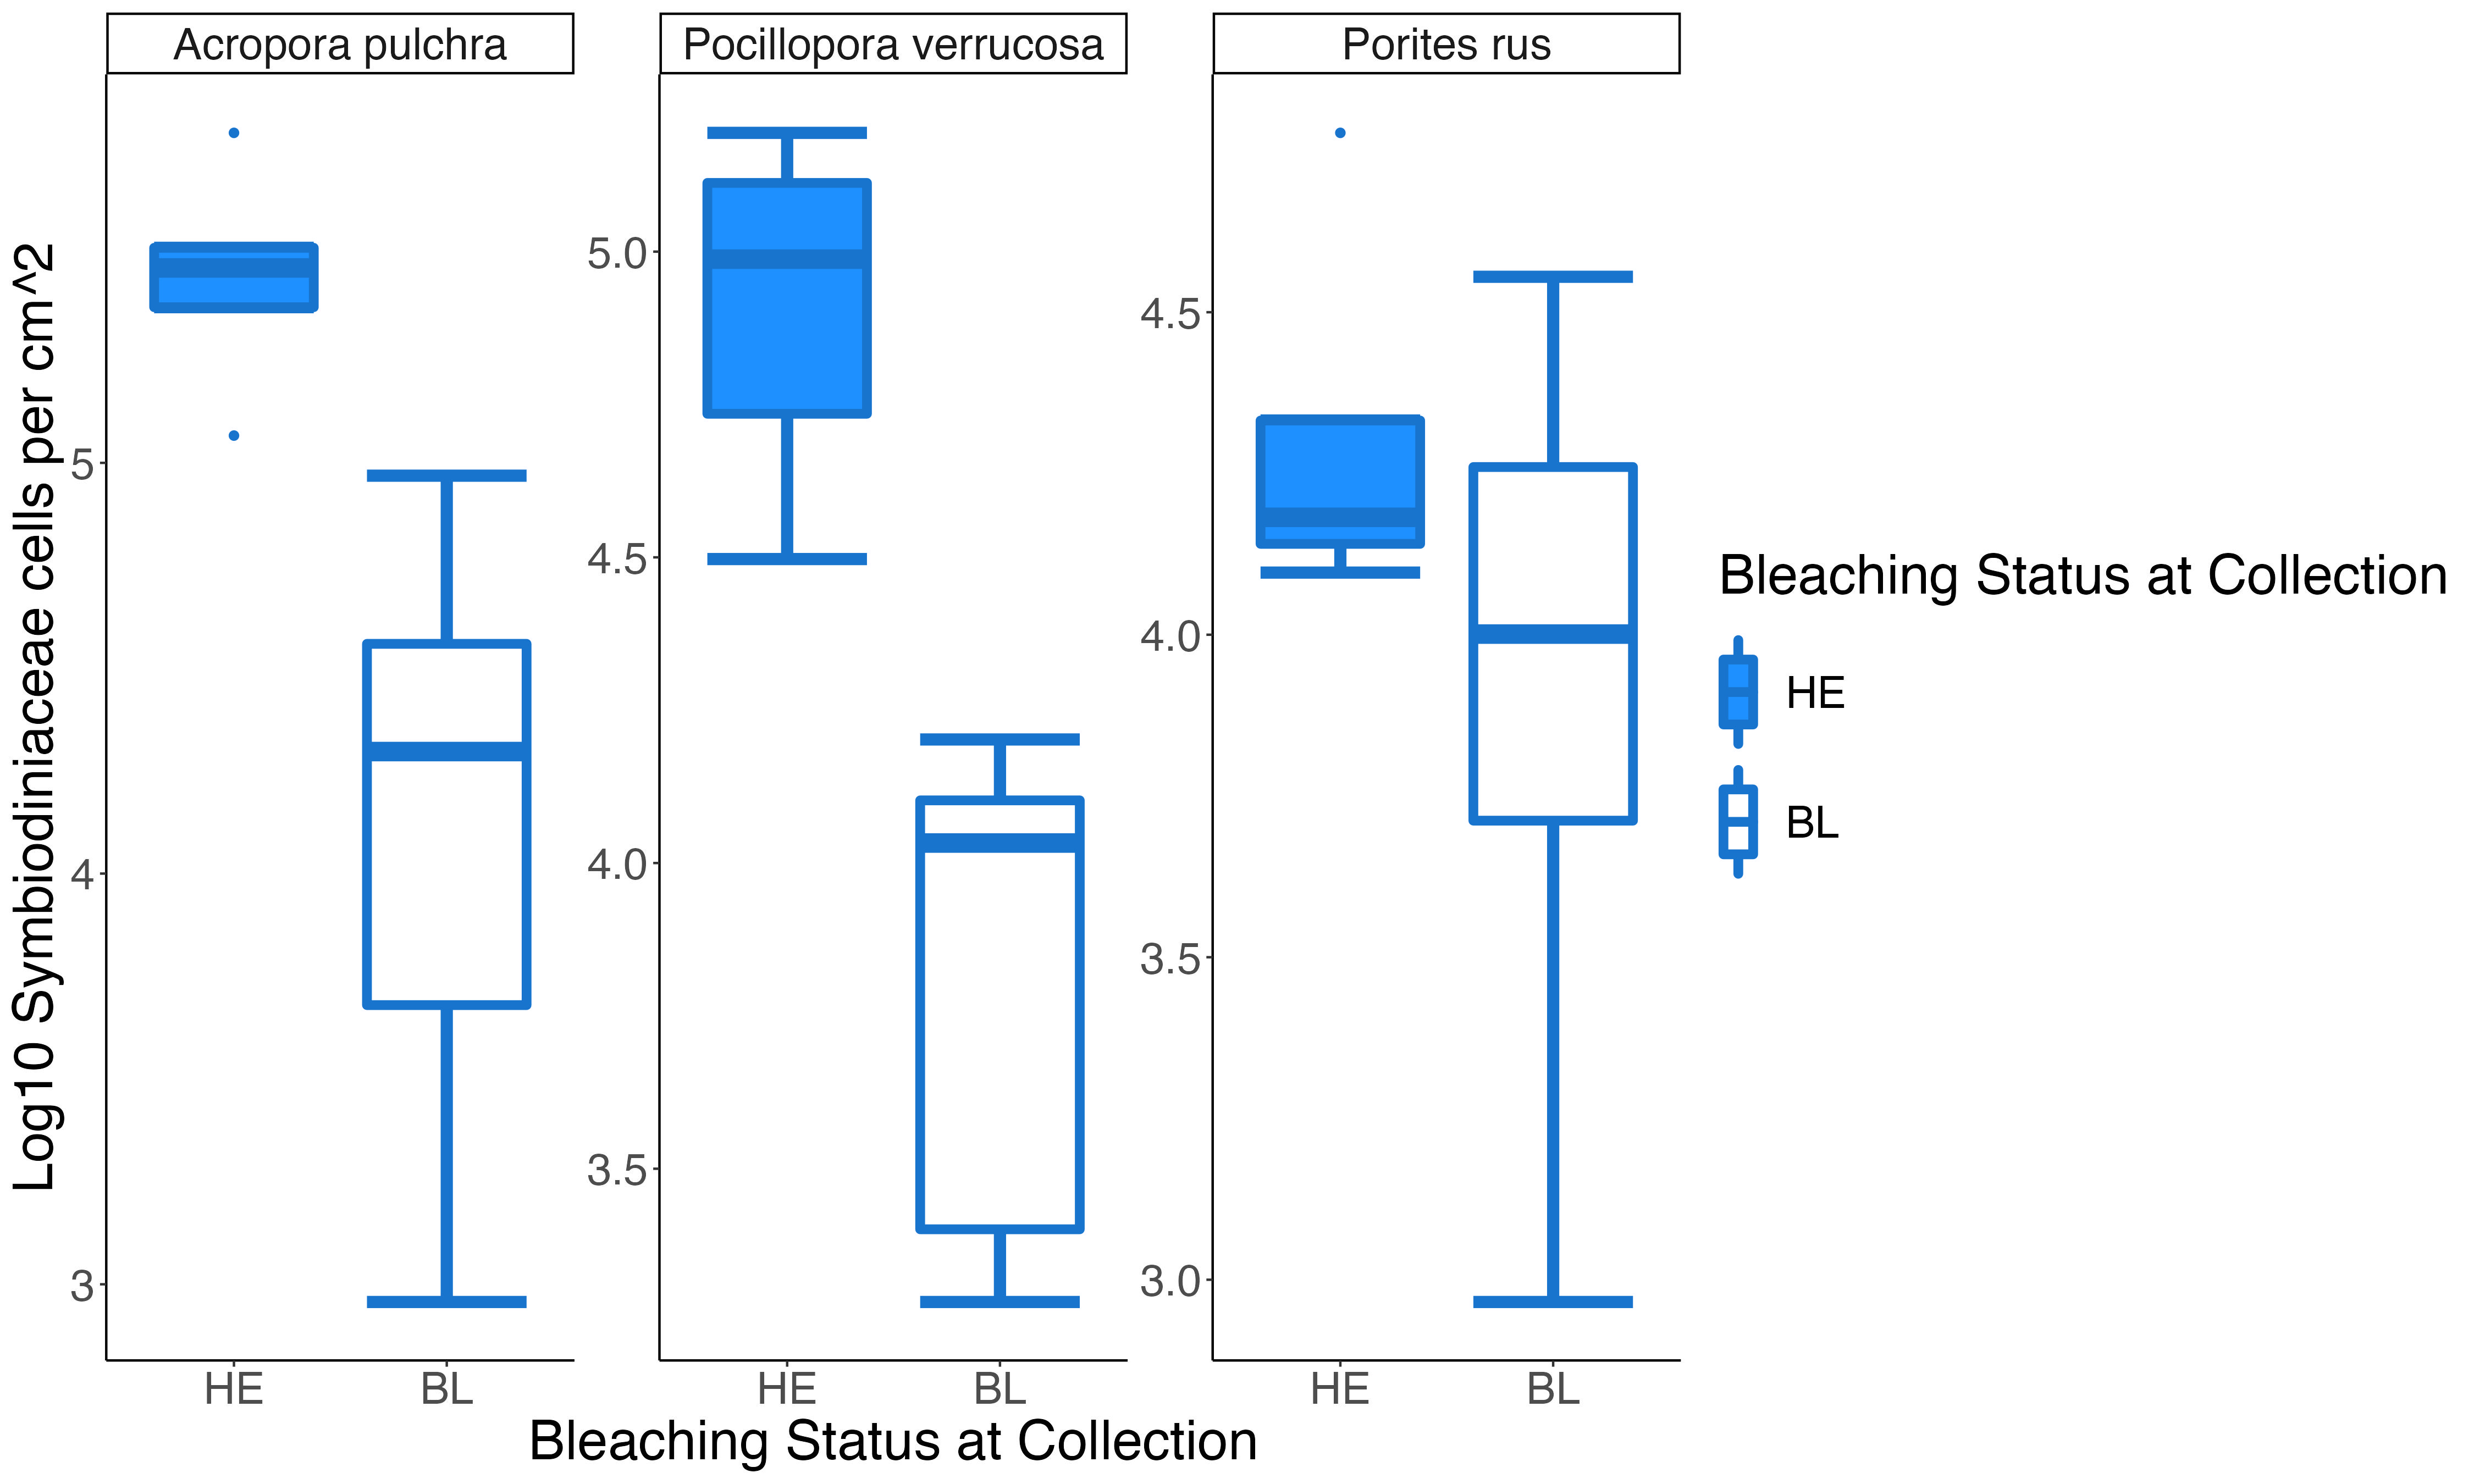 Acropora pulchra
Pocillopora verrucosa
Porites rus
Log10 Symbiodiniaceae cells per cm^2
5
4
3
5.0
4.5
4.0
3.5
4.5
4.0
3.5
3.0
HE
BL
HE
BL
HE
BL
Bleaching Status at Collection
Bleaching Status at Collection
HE
BL